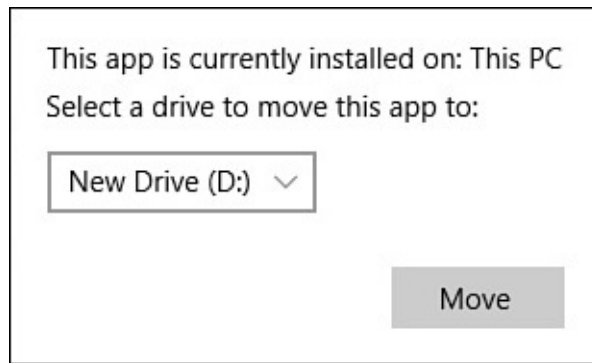 This app is currently installed on: This PC
Select a drive to move this app to:
New Drive (D:)
Move